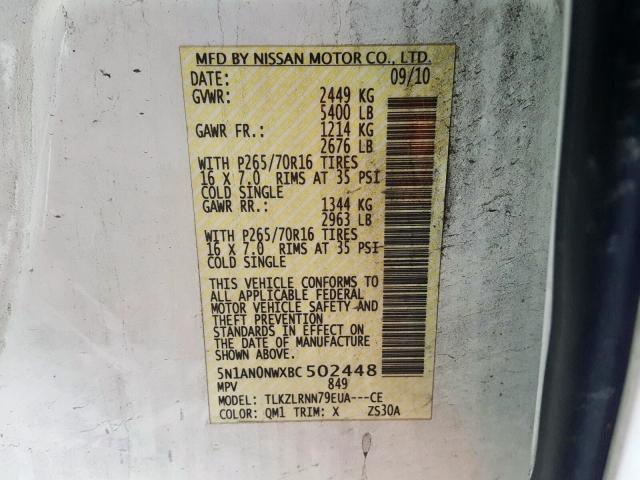 MFD BY NISSAN MOTOR CO., LTD.
DATE: 09/10
GVWR: 2449 KG
5400 LB
GAWR FR.: 1214 KG
2676 LB
WITH P265/70R16 TIRES
16 X 7.0 RIMS AT 35 PSI
COLD SINGLE
GAWR RR.: 1344 KG
2963 LB
WITH P265/70R16 TIRES
16 X 7.0 RIMS AT 35 PSI
COLD SINGLE
THIS VEHICLE CONFORMS TO
ALL APPLICABLE FEDERAL
MOTOR VEHICLE SAFETY AND
THEFT PREVENTION
STANDARDS IN EFFECT ON
THE DATE OF MANUFACTURE
SHOWN ABOVE.
5N1AN0NWXBC502448
MPV 849
MODEL: TLKZLRNN79EUA---CE
COLOR: QM1 TRIM: X ZS30A